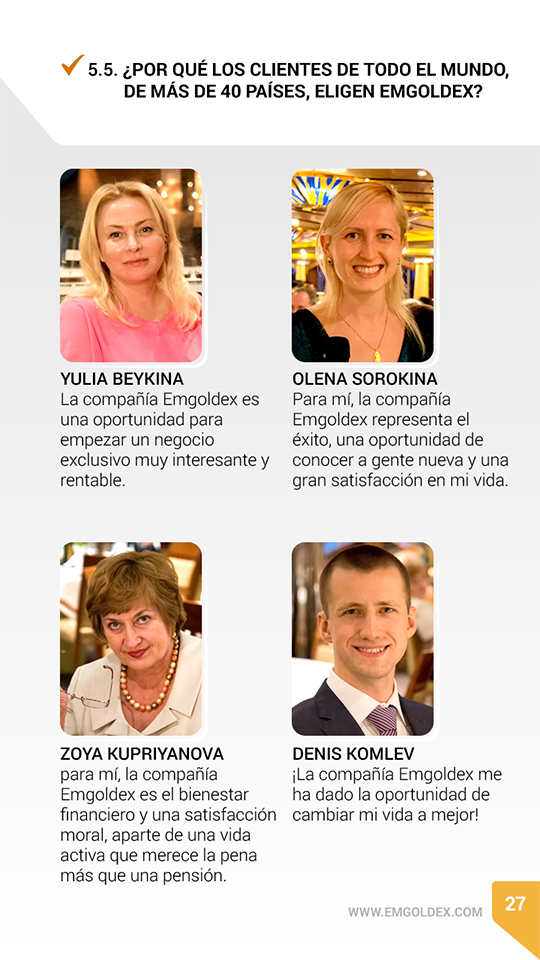 5.5. ¿POR QUÉ LOS CLIENTES DE TODO EL MUNDO,
DE MÁS DE 40 PAÍSES, ELIGEN EMGOLDEX?
YULIA BEYKINA
La compañía Emgoldex es
una oportunidad para
empezar un negocio
exclusivo muy interesante y
rentable.
OLENA SOROKINA
Para mí, la compañía
Emgoldex representa el
éxito, una oportunidad de
conocer a gente nueva y una
gran satisfacción en mi vida.
ZOYA KUPRIYANOVA
para mí, la compañía
Emgoldex es el bienestar
financiero y una satisfacción
moral, aparte de una vida
activa que merece la pena
más que una pensión.
DENIS KOMLEV
¡La compañía Emgoldex me
ha dado la oportunidad de
cambiar mi vida a mejor!
WWW.EMGOLDEX.COM
27